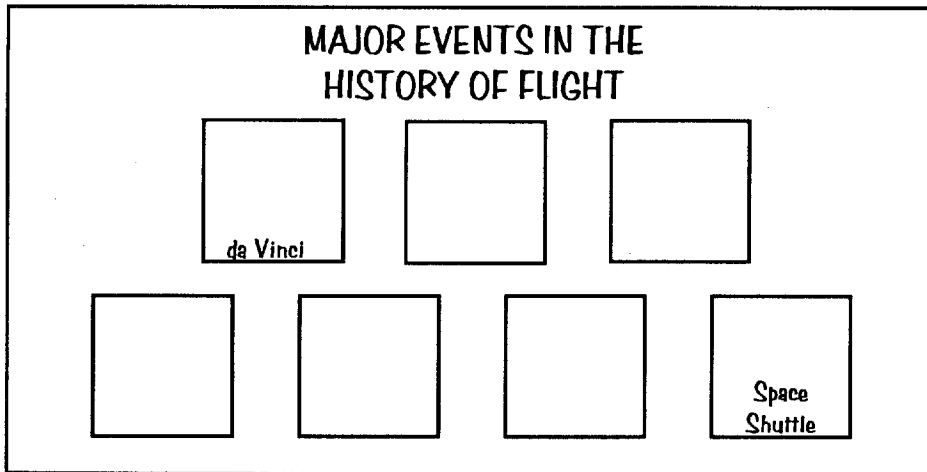 MAJOR EVENTS IN THE
HISTORY OF FLIGHT
da Vinci
Space
Shuttle